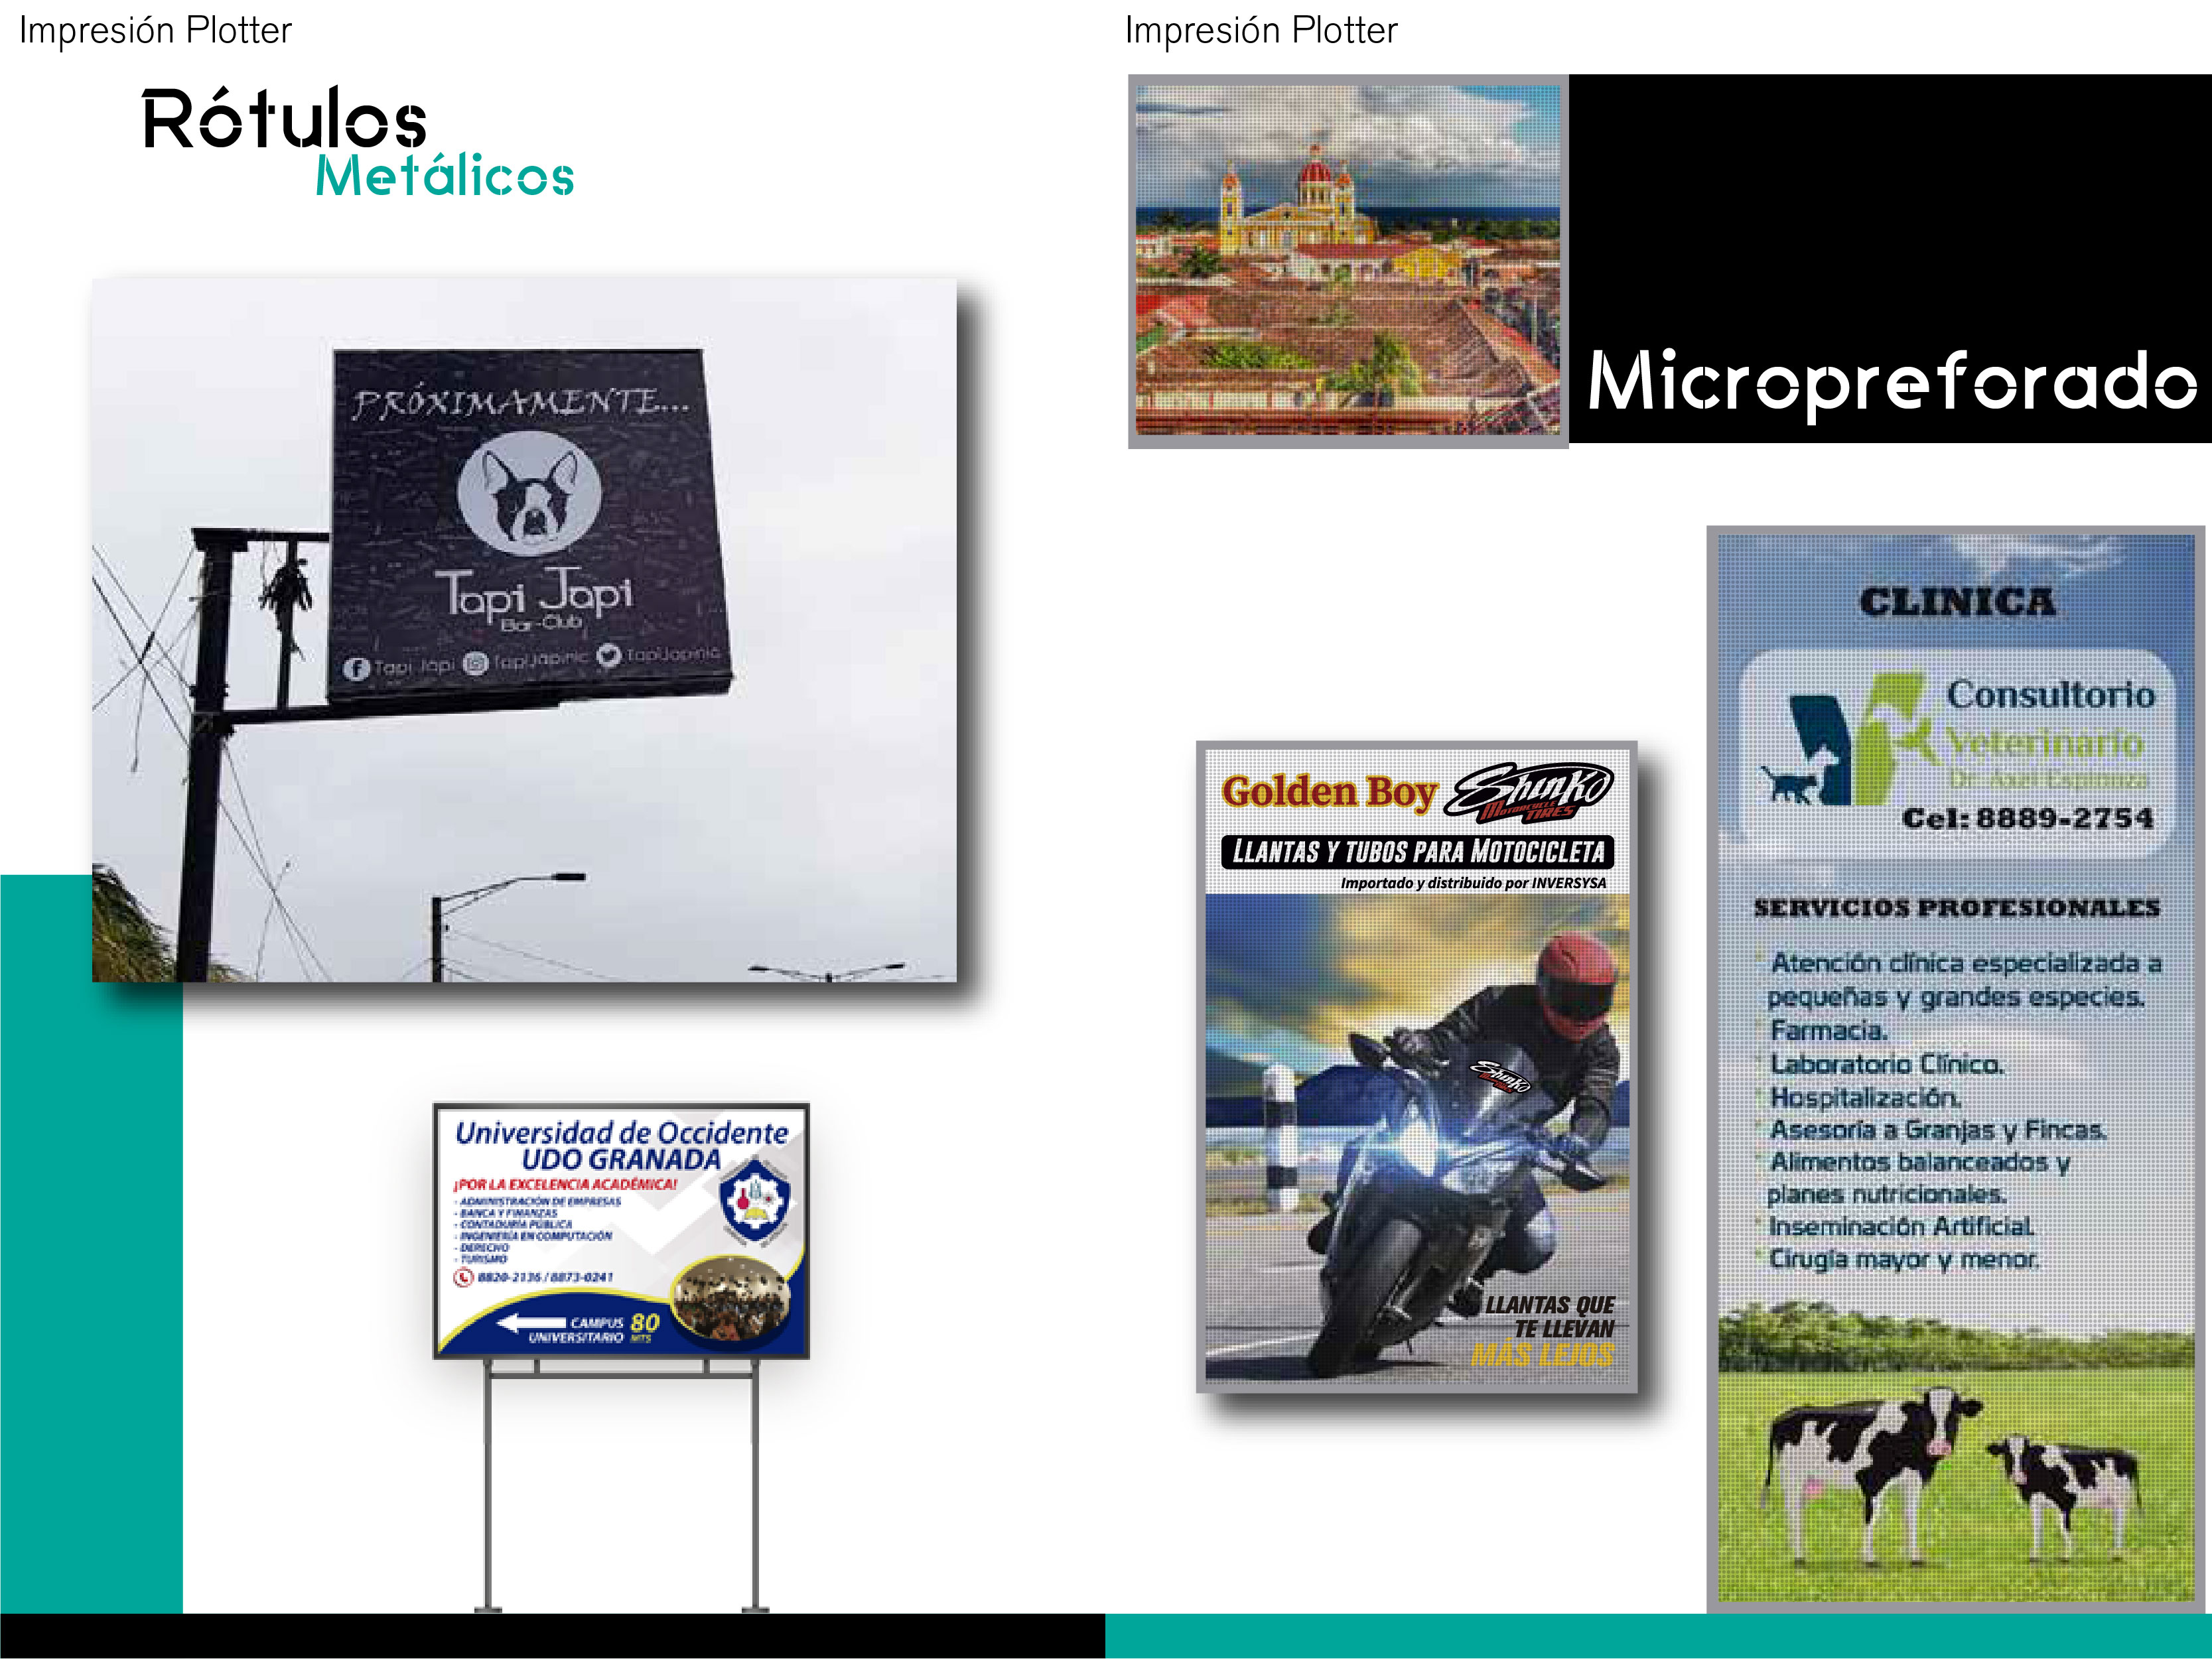 Impresión Plotter
Rótulos
Metálicos
PRÓXIMAMENTE...
Tapi Japi
Bar-Club
Tapi Japi TapiJapinic TapiJapinic
Universidad de Occidente
UDO GRANADA
¡POR LA EXCELENCIA ACADÉMICA!
- ADMINISTRACIÓN DE EMPRESAS
- BANCA Y FINANZAS
- CONTADURÍA PÚBLICA
- INGENIERÍA EN COMPUTACIÓN
- DERECHO
- TURISMO
8820-2136 / 8873-0241
CAMPUS 80
UNIVERSITARIO MTS
Impresión Plotter
Micropreforado
Golden Boy Shinko
MOTORCYCLE
TIRES
LLANTAS Y TUBOS PARA MOTOCICLETA
Importado y distribuido por INVERSYSA
Shinko
LLANTAS QUE
TE LLEVAN
MÁS LEJOS
CLINICA
Consultorio
Veterinario
Dr.
Cel: 8889-2754
SERVICIOS PROFESIONALES
Atención clínica especializada a
pequeñas y grandes especies.
Farmacia.
Laboratorio Clínico.
Hospitalización.
Asesoría a Granjas y Fincas.
Alimentos balanceados y
planes nutricionales.
Inseminación Artificial.
Cirugía mayor y menor.